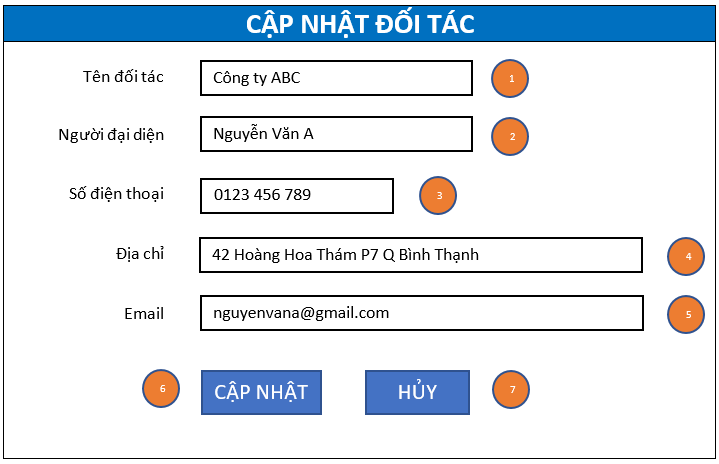 CẬP NHẬT ĐỐI TÁC
Tên đối tác Công ty ABC 1
Người đại diện Nguyễn Văn A 2
Số điện thoại 0123 456 789 3
Địa chỉ 42 Hoàng Hoa Thám P7 Q Bình Thạnh 4
Email nguyenvana@gmail.com 5
6 CẬP NHẬT HỦY 7